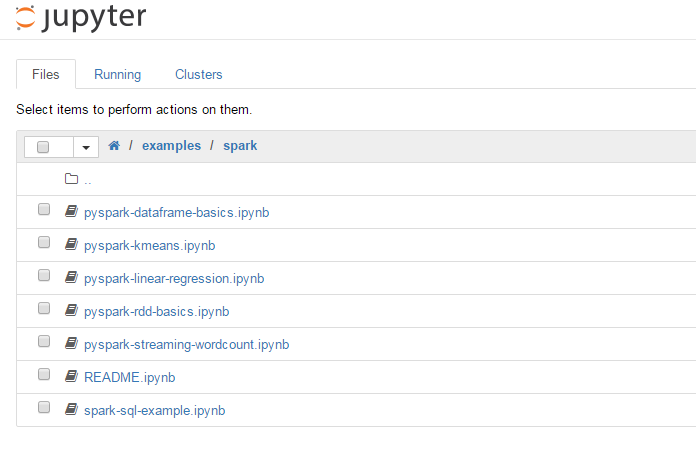 jupyter
Files Running Clusters
Select items to perform actions on them.
/ examples / spark
..
pyspark-dataframe-basics.ipynb
pyspark-kmeans.ipynb
pyspark-linear-regression.ipynb
pyspark-rdd-basics.ipynb
pyspark-streaming-wordcount.ipynb
README.ipynb
spark-sql-example.ipynb